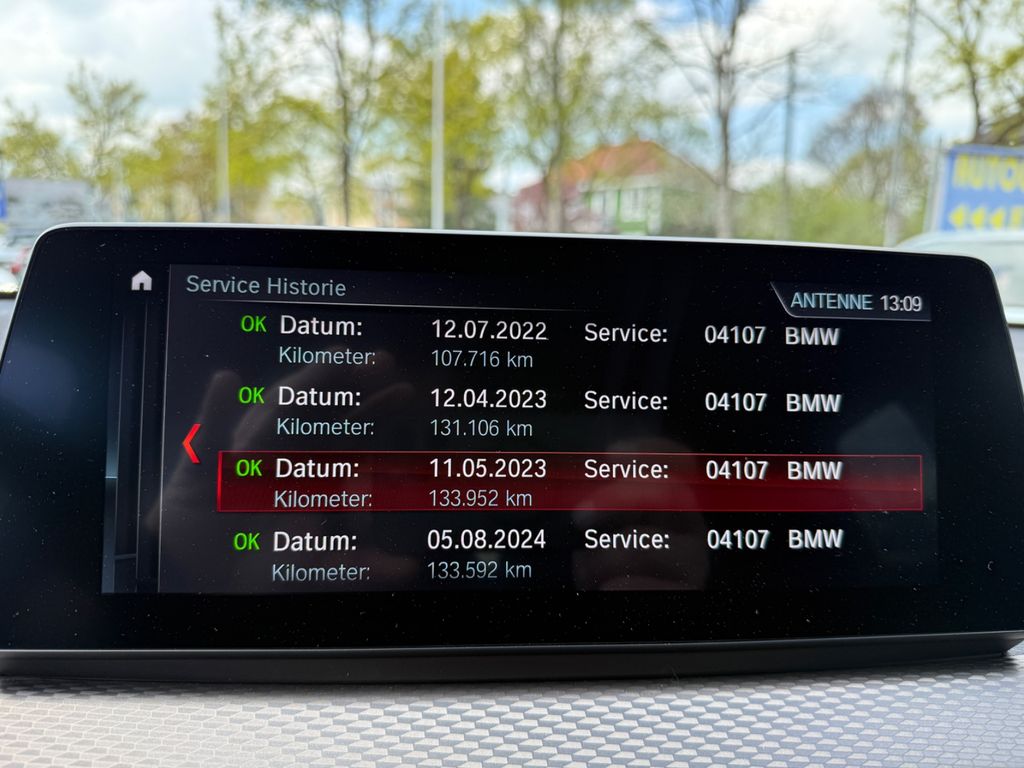 AUTO
Service Historie
ANTENNE 13:09
OK Datum: 12.07.2022 Service: 04107 BMW
Kilometer: 107.716 km
OK Datum: 12.04.2023 Service: 04107 BMW
Kilometer: 131.106 km
OK Datum: 11.05.2023 Service: 04107 BMW
Kilometer: 133.952 km
OK Datum: 05.08.2024 Service: 04107 BMW
Kilometer: 133.592 km